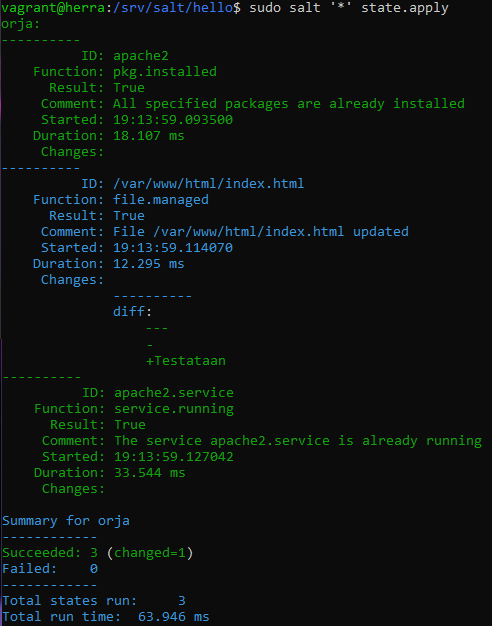 vagrant@herra:/srv/salt/hello$ sudo salt '*' state.apply
orja:
----------
          ID: apache2
    Function: pkg.installed
      Result: True
     Comment: All specified packages are already installed
     Started: 19:13:59.093500
    Duration: 18.107 ms
     Changes:
----------
          ID: /var/www/html/index.html
    Function: file.managed
      Result: True
     Comment: File /var/www/html/index.html updated
     Started: 19:13:59.114070
    Duration: 12.295 ms
     Changes:
              ----------
              diff:
                  ---
                  -
                  +Testataan
----------
          ID: apache2.service
    Function: service.running
      Result: True
     Comment: The service apache2.service is already running
     Started: 19:13:59.127042
    Duration: 33.544 ms
     Changes:
Summary for orja
------------
Succeeded: 3 (changed=1)
Failed:    0
------------
Total states run:     3
Total run time:  63.946 ms